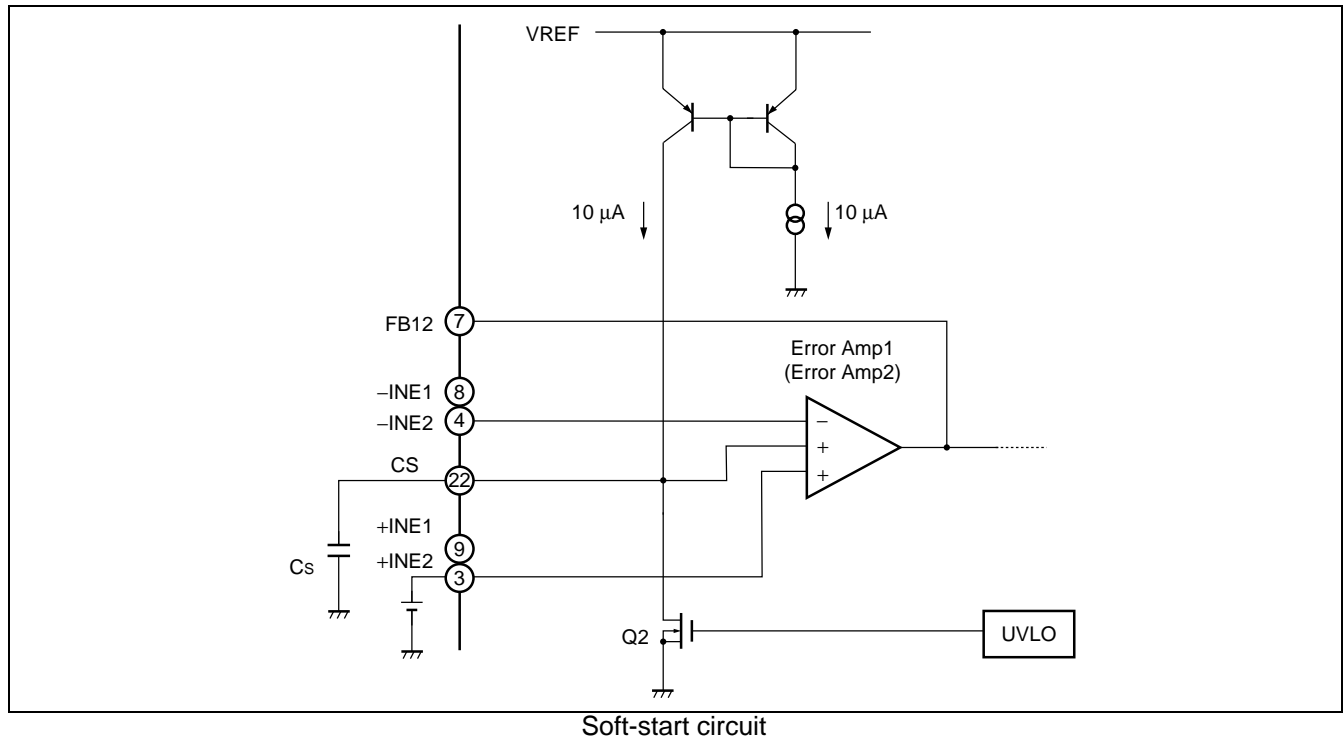 VREF
10 μA
10 μA
FB12
7
Error Amp1
(Error Amp2)
−INE1
8
−INE2
4
−
+
+
CS
22
+INE1
9
Cs
+INE2
3
Q2
UVLO
Soft-start circuit